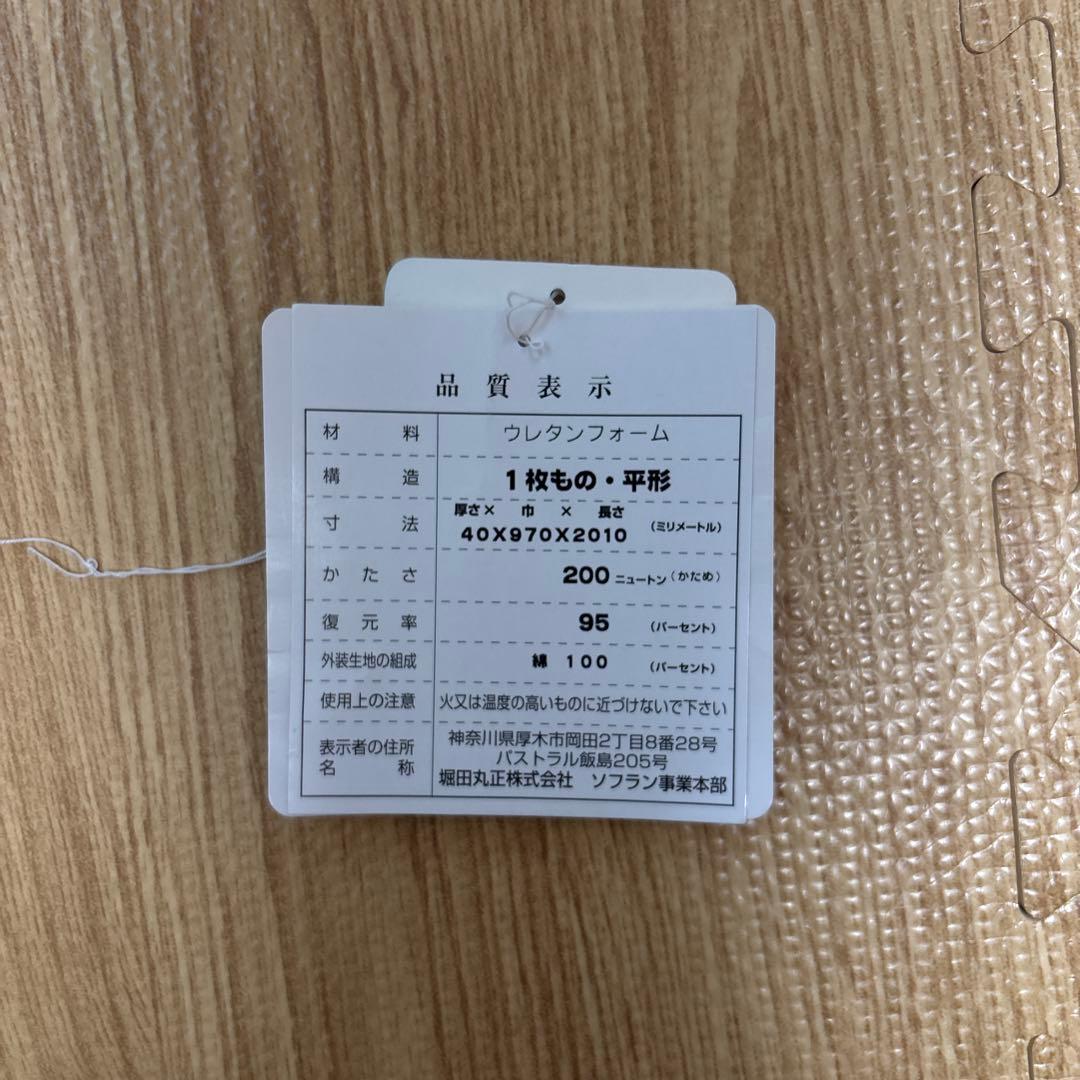 品質表示
材料 ウレタンフォーム
構造 1枚もの・平形
寸法 厚さ× 巾 × 長さ
40X970X2010 (ミリメートル)
かたさ 200 ニュートン(かため)
復元率 95 (パーセント)
外装生地の組成 綿 100 (パーセント)
使用上の注意 火又は温度の高いものに近づけないで下さい
表示者の住所 神奈川県厚木市岡田2丁目8番28号
パストラル飯島205号
名称 堀田丸正株式会社 ソフラン事業本部